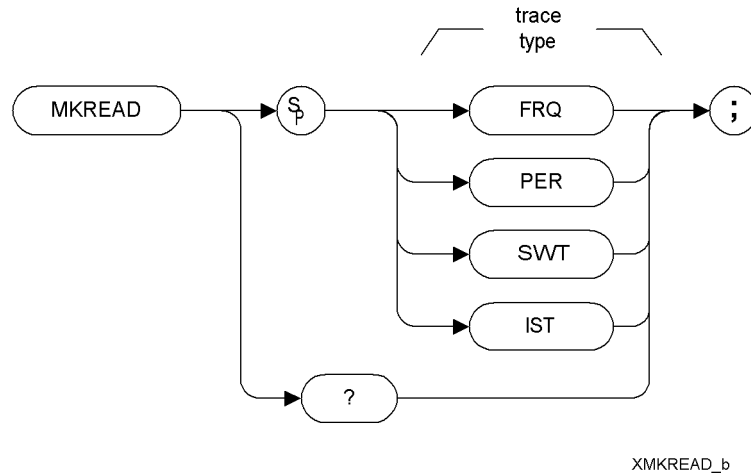 trace
type
MKREAD
SP
FRQ
;
PER
SWT
IST
?
XMKREAD_b